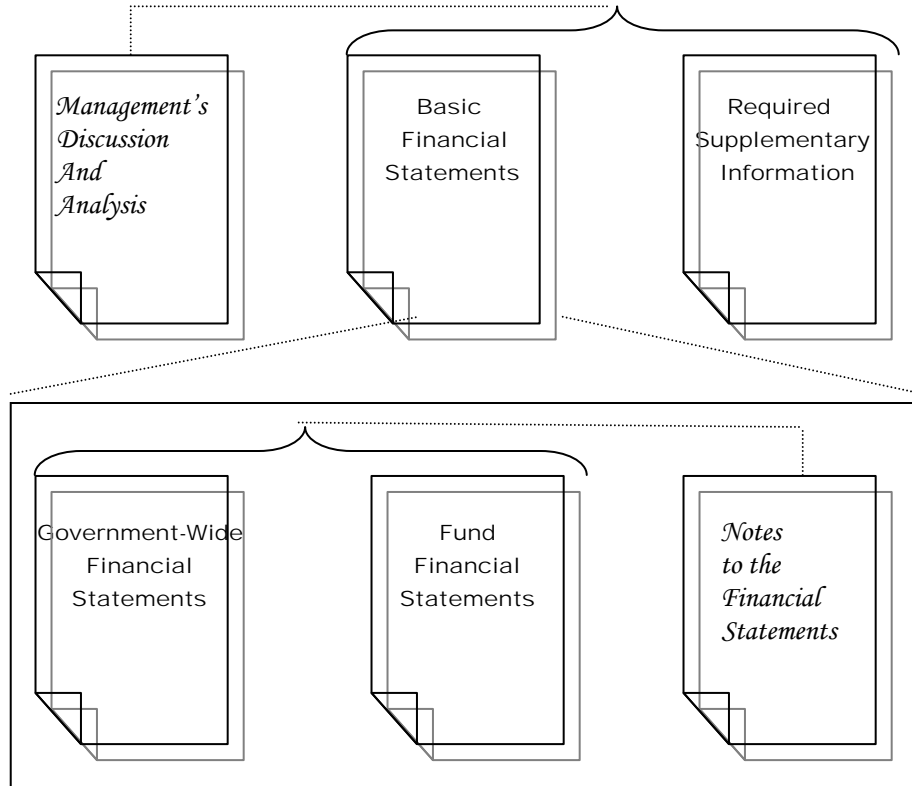 Management's
Discussion
And
Analysis
Basic
Financial
Statements
Required
Supplementary
Information
Government-Wide
Financial
Statements
Fund
Financial
Statements
Notes
to the
Financial
Statements